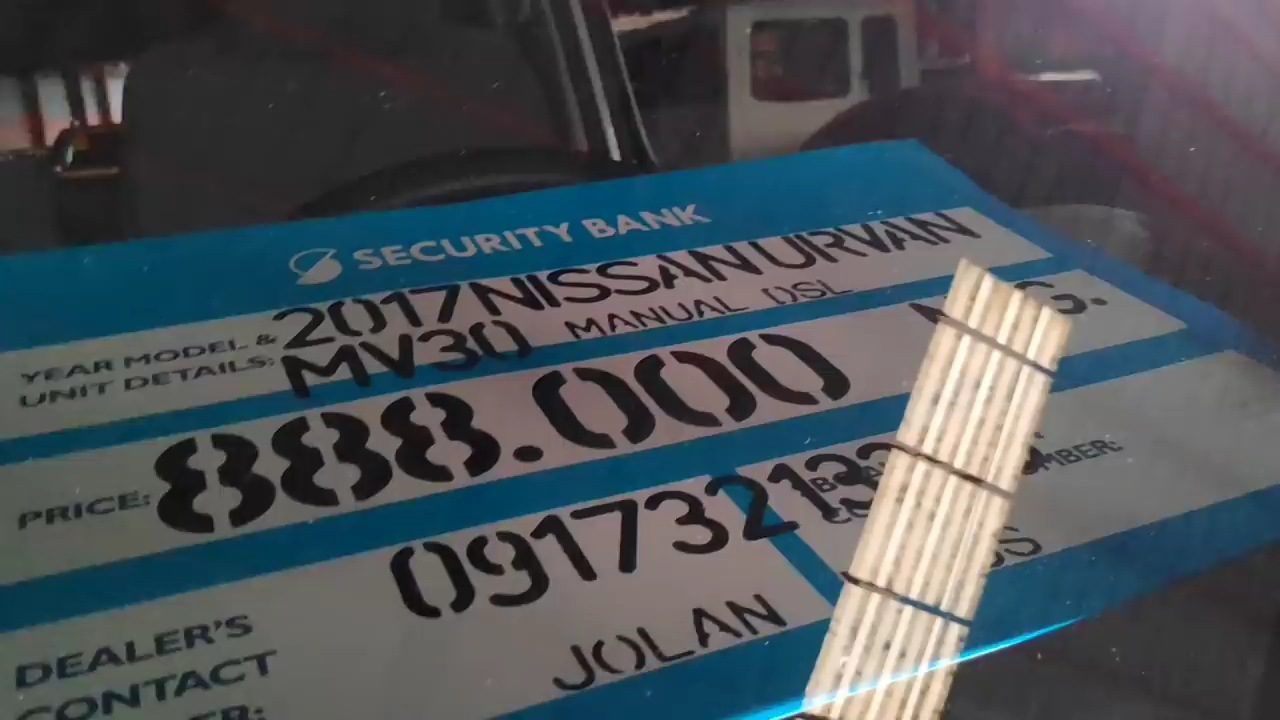 SECURITY BANK
YEAR MODEL & 2017 NISSAN URVAN
UNIT DETAILS: MV30 MANUAL DSL
PRICE: 888.000
DEALER'S 0917321
CONTACT JOLAN